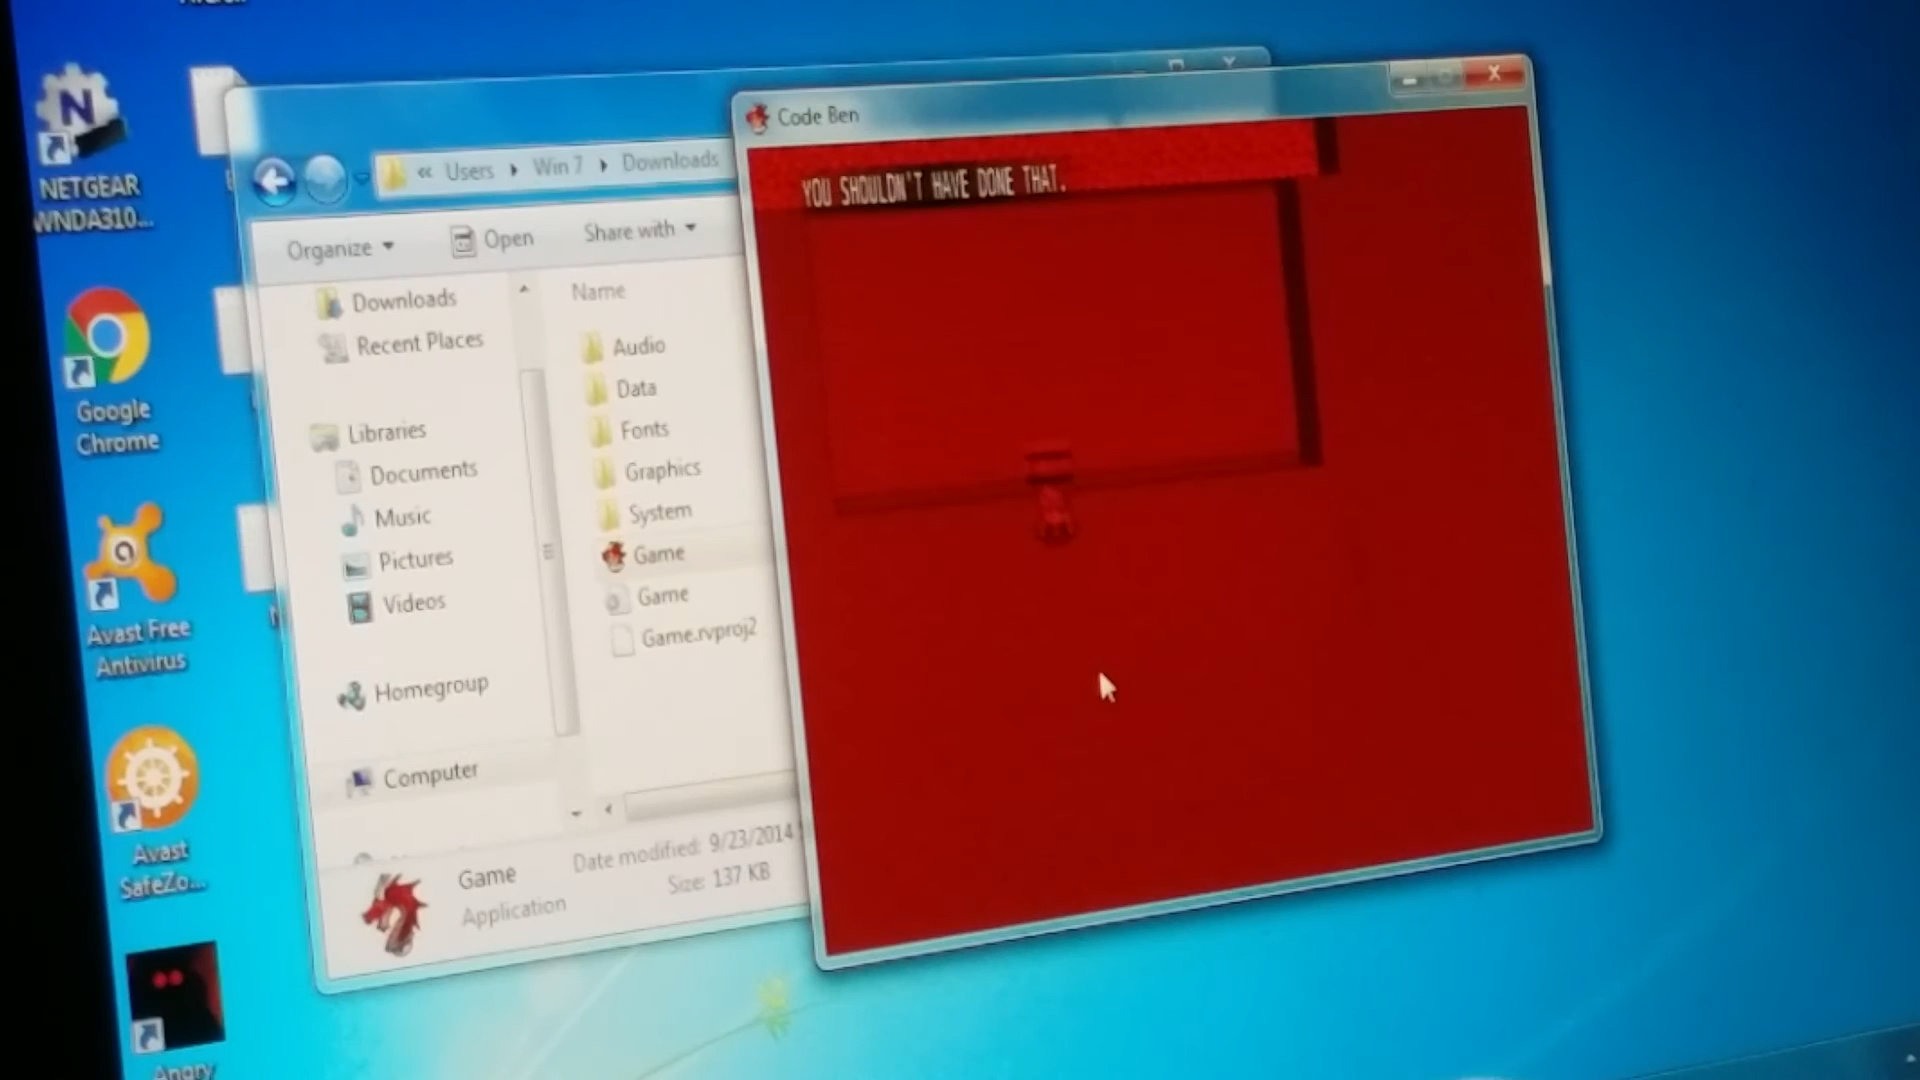 NETGEAR
WNDA310...
Google
Chrome
Avast Free
Antivirus
Avast
SafeZo...
Angry
« Users Win 7 Downloads
Organize Open Share with
Downloads
Recent Places
Libraries
Documents
Music
Pictures
Videos
Homegroup
Computer
Name
Audio
Data
Fonts
Graphics
System
Game
Game
Game.rvproj2
Game
Application
Date modified: 9/23/2014
Size: 137 KB
Code Ben
YOU SHOULDN'T HAVE DONE THAT.